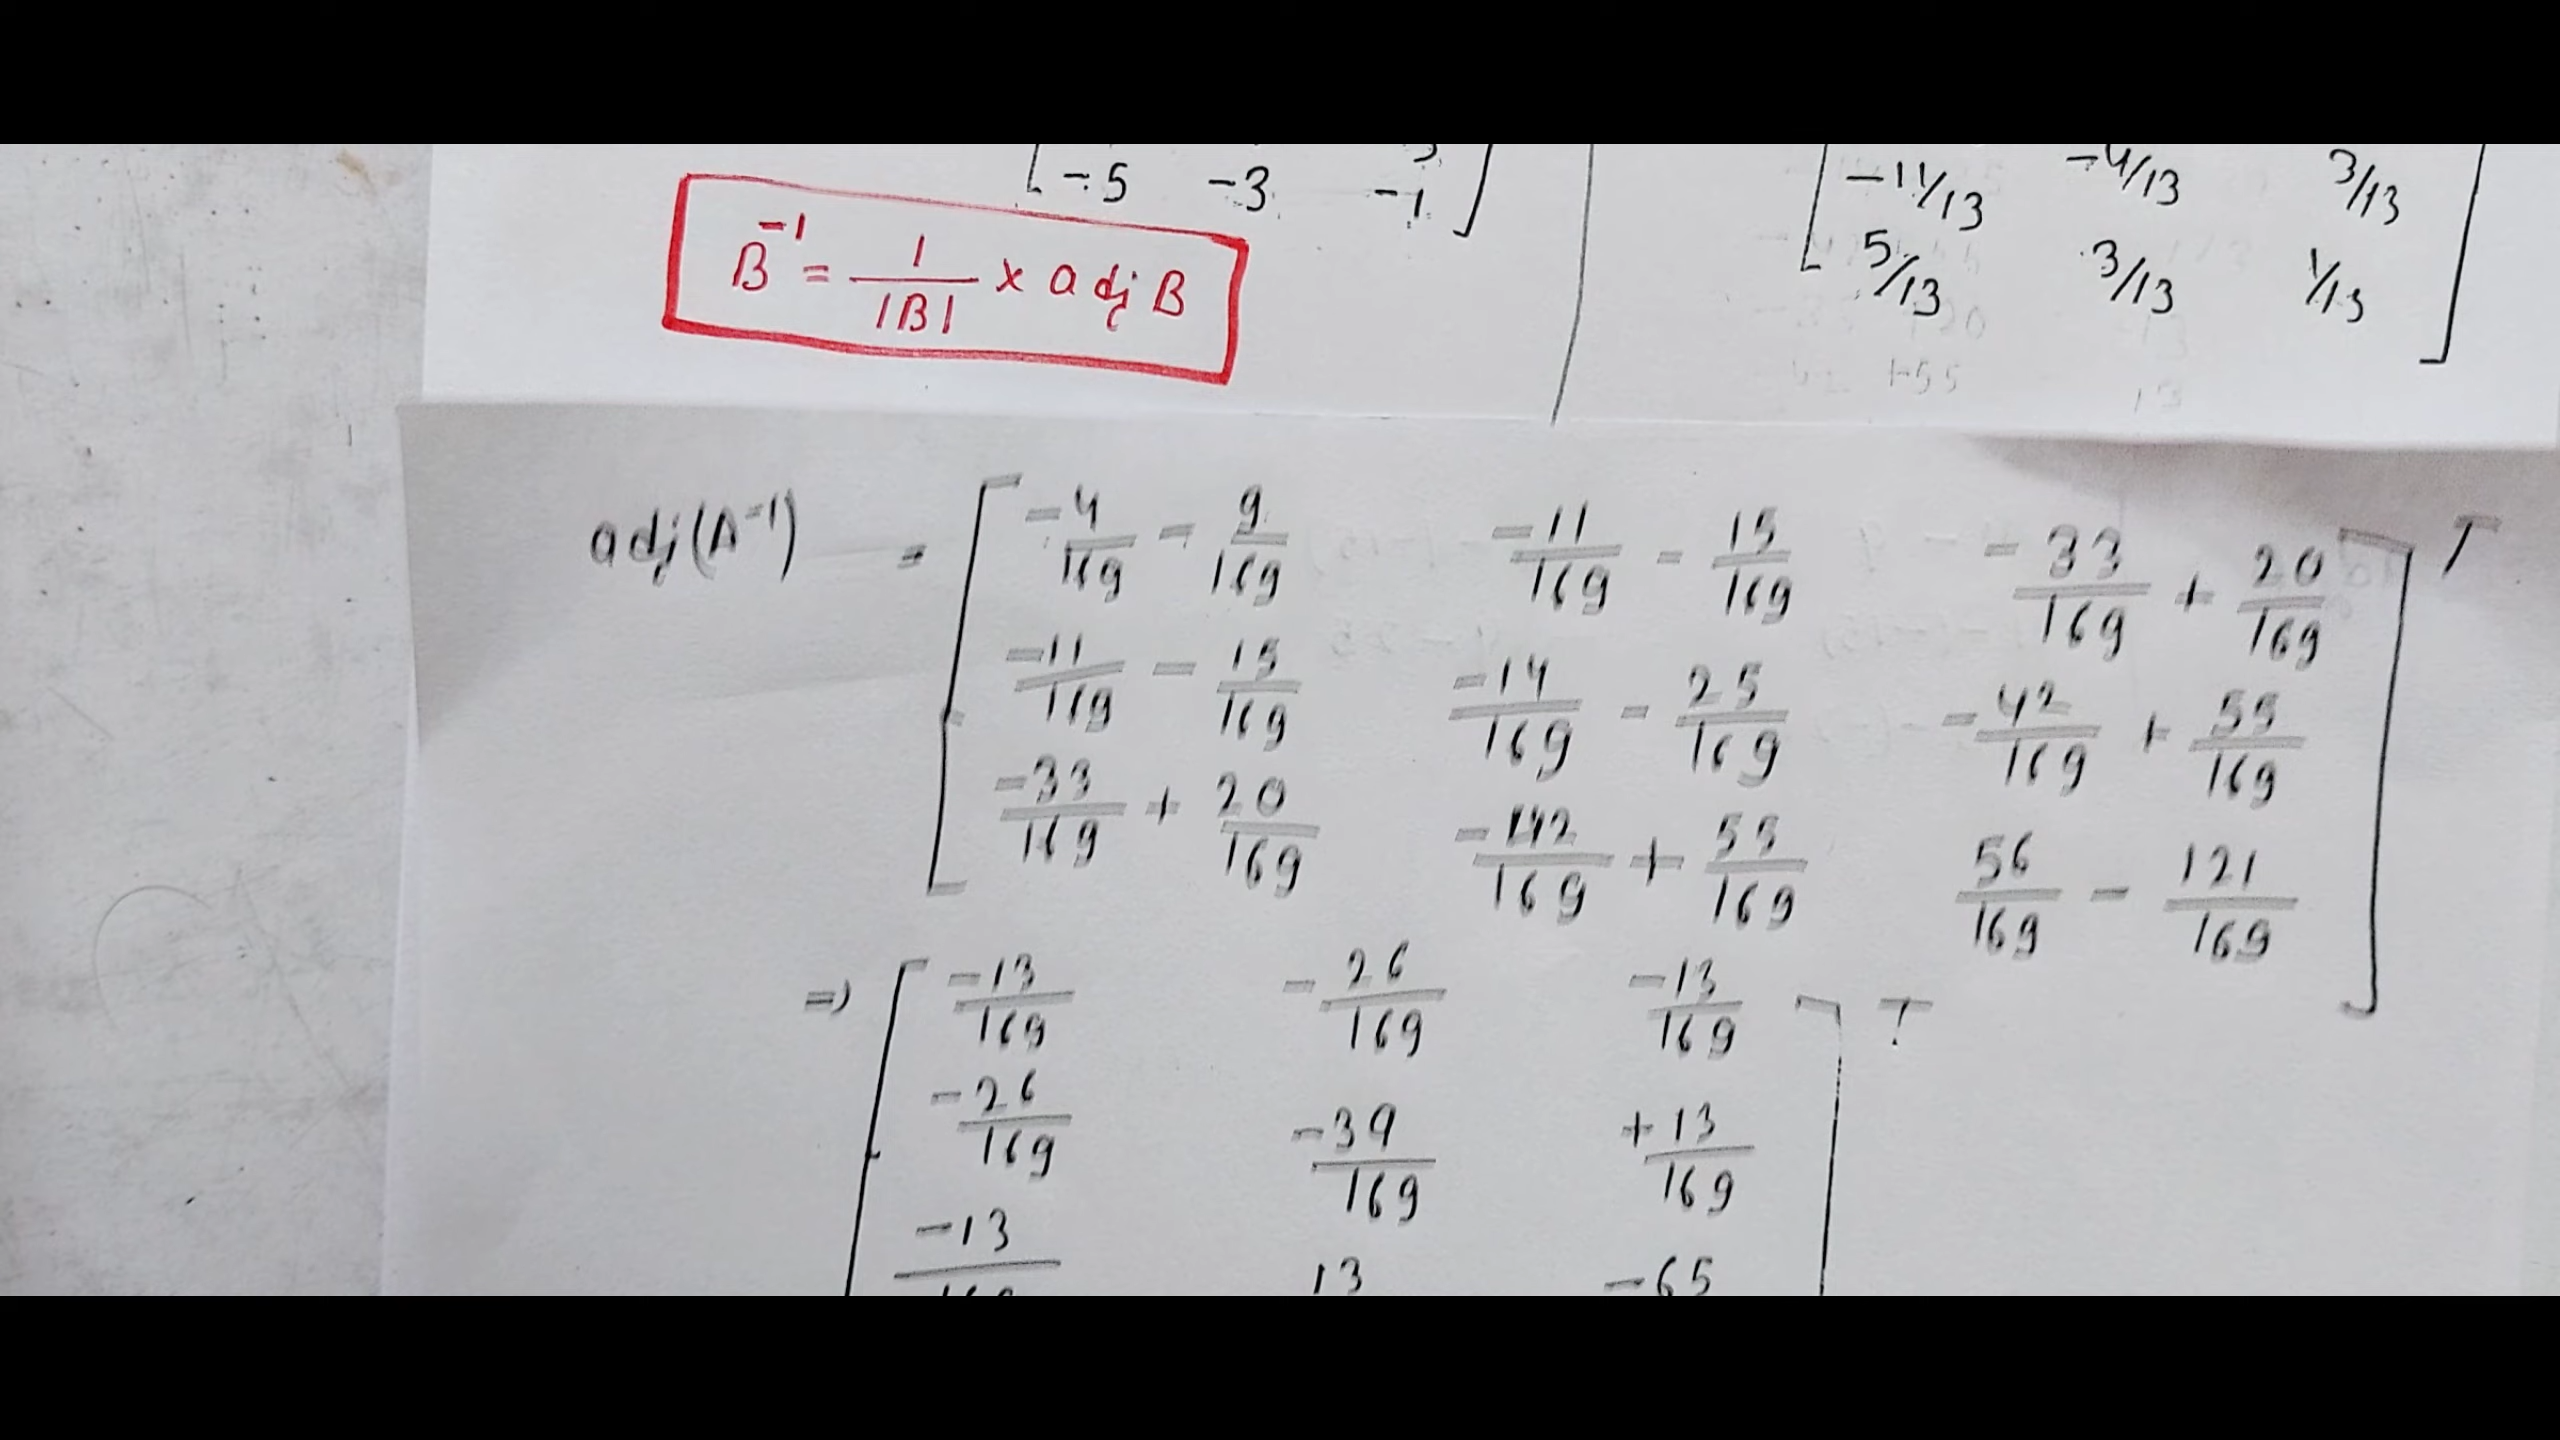 -5 -3 -1
-11/13 -4/13 3/13
5/13 3/13 1/13
B⁻¹ = 1/|B| x adj B
adj(A⁻¹) = [ -4/169 - 9/169 -11/169 - 15/169 -33/169 + 20/169 ] T
-11/169 - 15/169 -14/169 - 25/169 -42/169 + 55/169
-33/169 + 20/169 -42/169 + 55/169 56/169 - 121/169
=> [ -13/169 -26/169 -13/169 ] T
-26/169 -39/169 +13/169
-13 13 -65